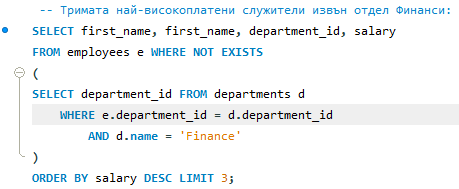 -- Тримата най-високоплатени служители извън отдел Финанси:
SELECT first_name, first_name, department_id, salary
FROM employees e WHERE NOT EXISTS
(
SELECT department_id FROM departments d
WHERE e.department_id = d.department_id
AND d.name = 'Finance'
)
ORDER BY salary DESC LIMIT 3;